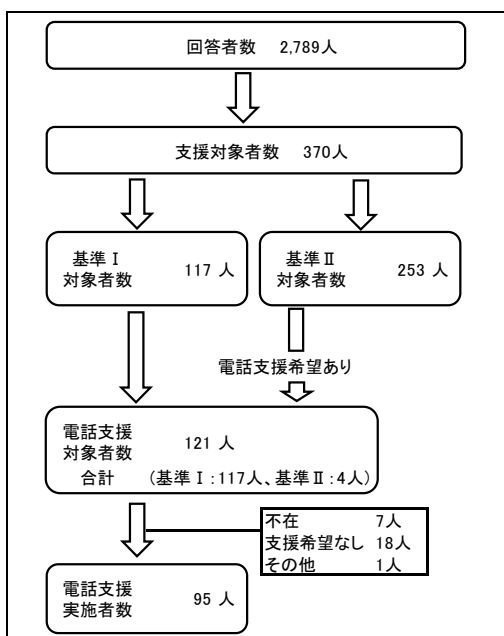 回答者数 2,789人
支援対象者数 370人
基準Ⅰ
対象者数 117 人
基準Ⅱ
対象者数 253 人
電話支援希望あり
電話支援
対象者数 121 人
合計 (基準Ⅰ:117人、基準Ⅱ:4人)
不在 7人
支援希望なし 18人
その他 1人
電話支援
実施者数 95 人